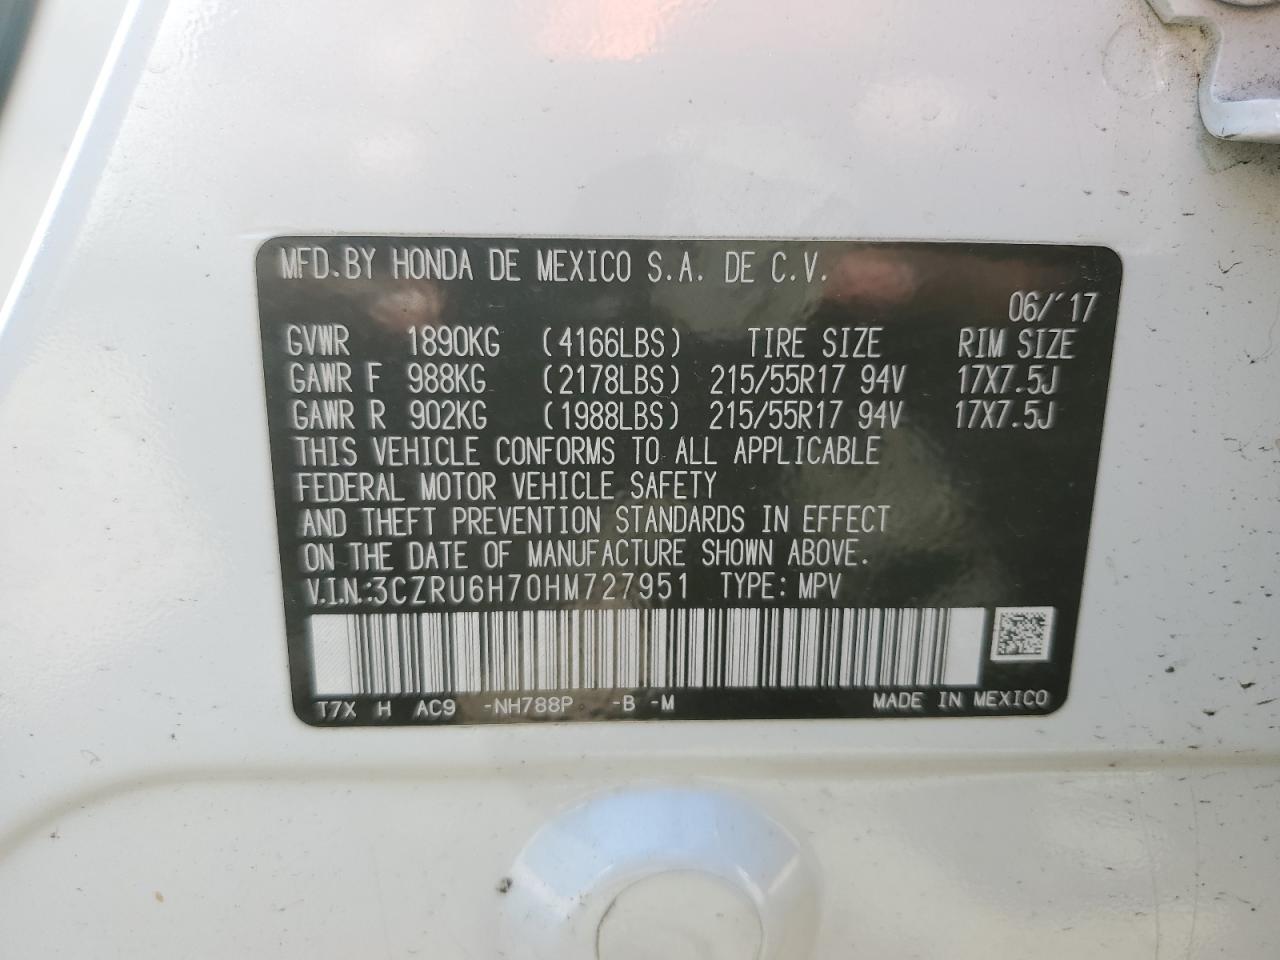 MFD.BY HONDA DE MEXICO S.A. DE C.V.
06/'17
GVWR 1890KG (4166LBS) TIRE SIZE RIM SIZE
GAWR F 988KG (2178LBS) 215/55R17 94V 17X7.5J
GAWR R 902KG (1988LBS) 215/55R17 94V 17X7.5J
THIS VEHICLE CONFORMS TO ALL APPLICABLE
FEDERAL MOTOR VEHICLE SAFETY
AND THEFT PREVENTION STANDARDS IN EFFECT
ON THE DATE OF MANUFACTURE SHOWN ABOVE.
V.I.N.:3CZRU6H70HM727951 TYPE: MPV
T7X H AC9 -NH788P -B -M MADE IN MEXICO